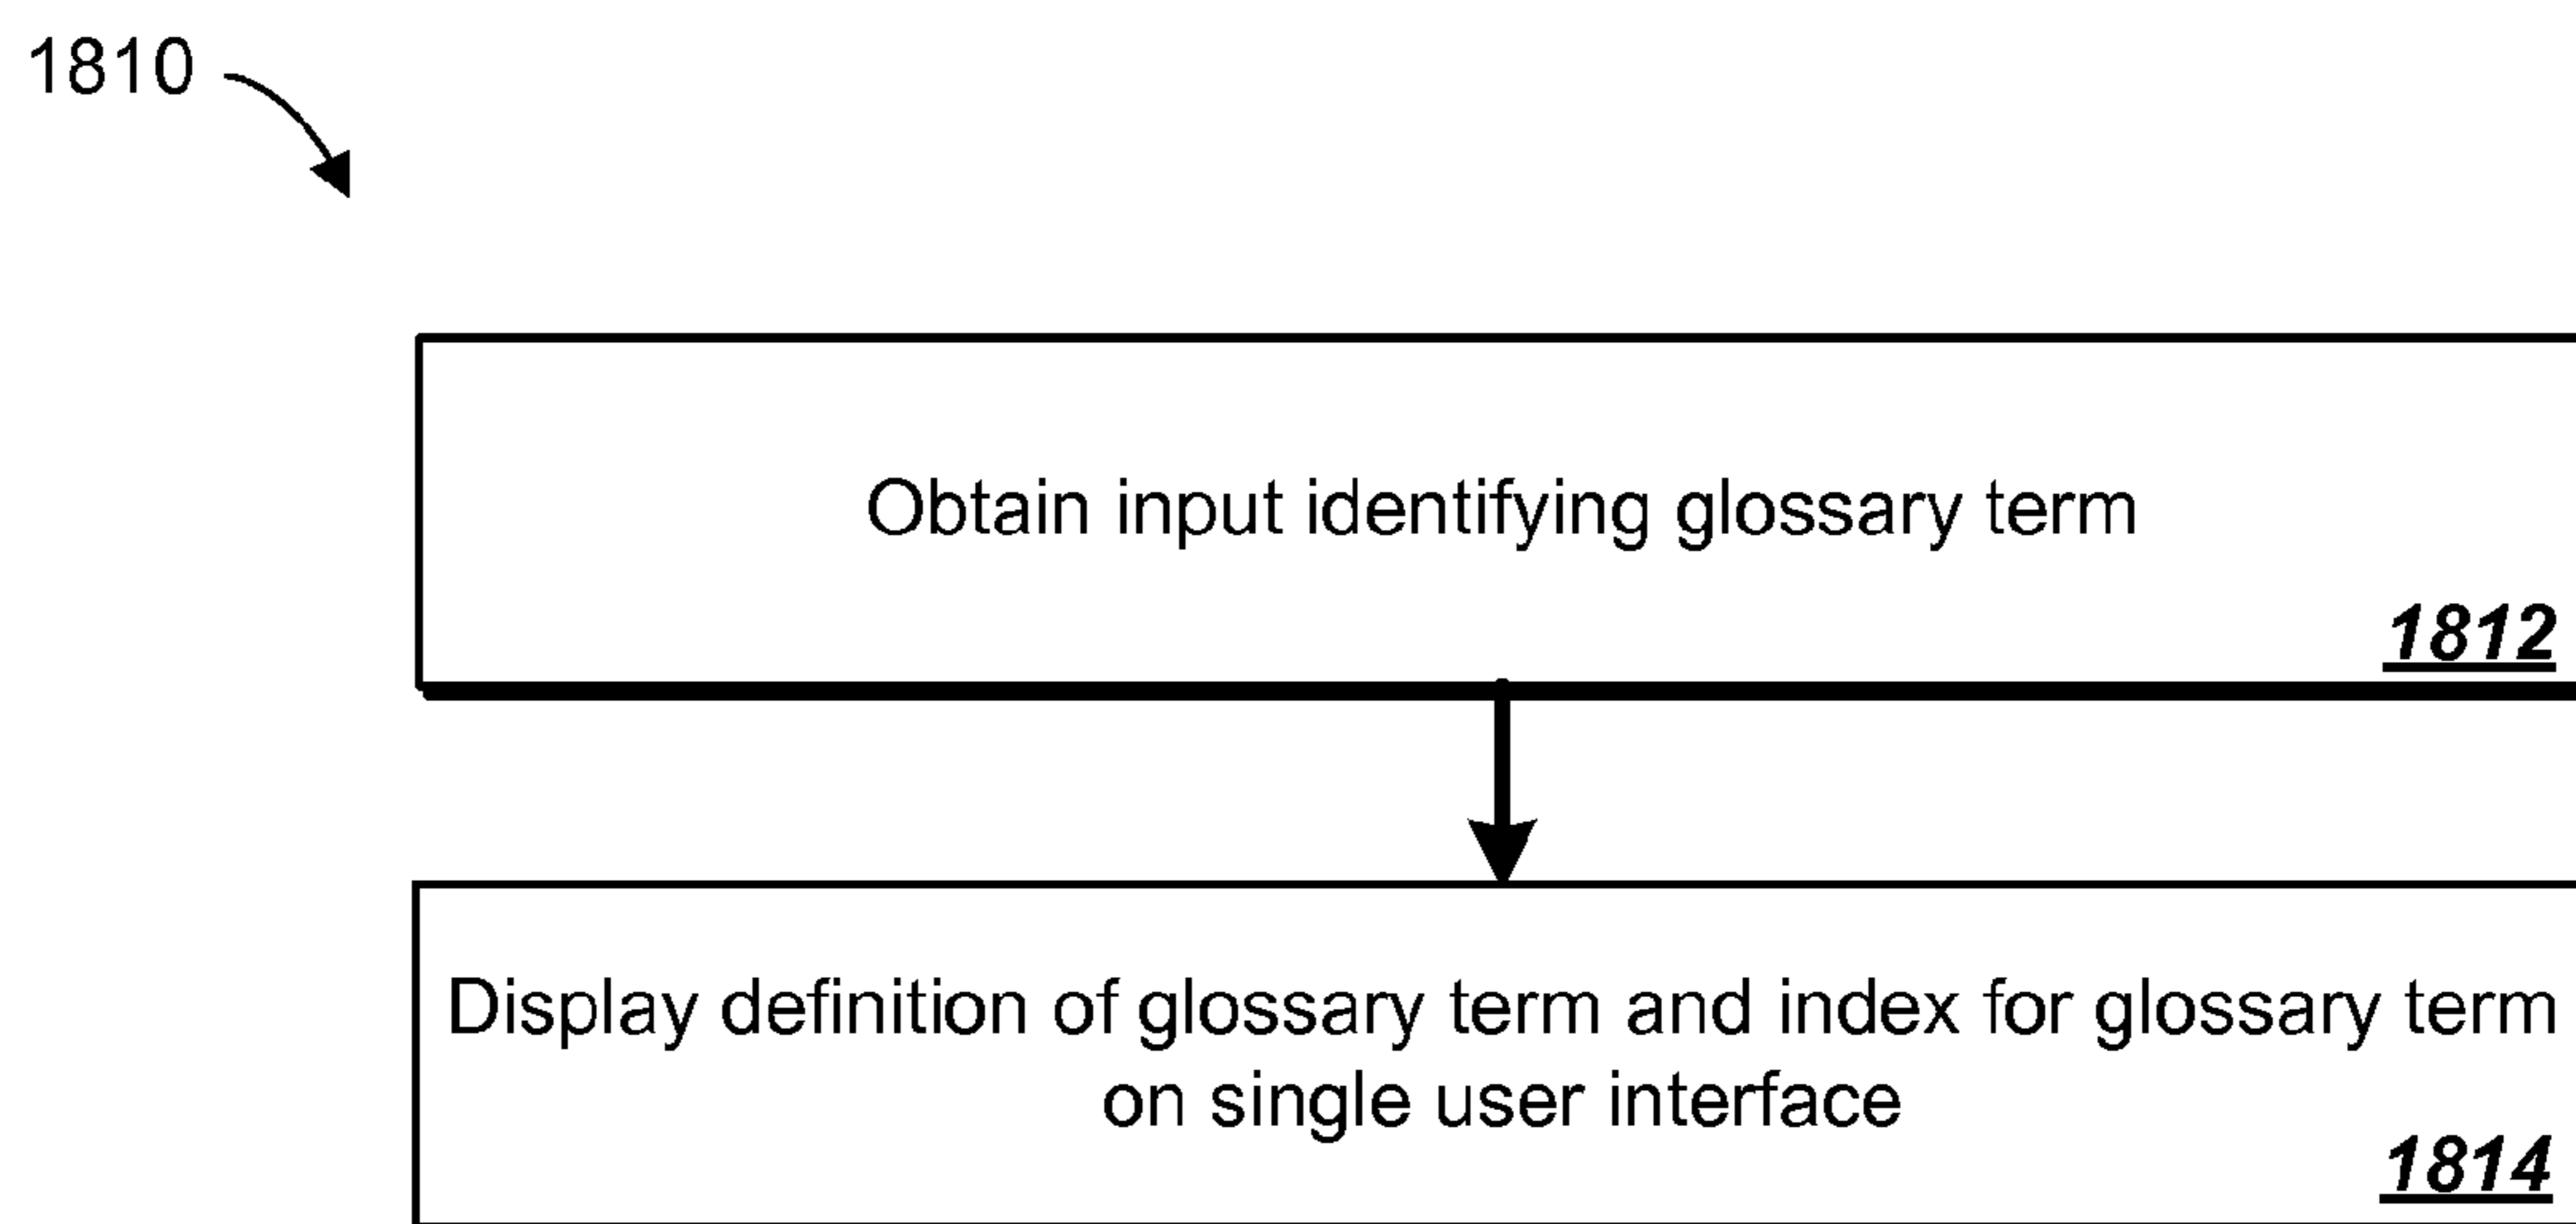 1810
Obtain input identifying glossary term
1812
Display definition of glossary term and index for glossary term
on single user interface
1814